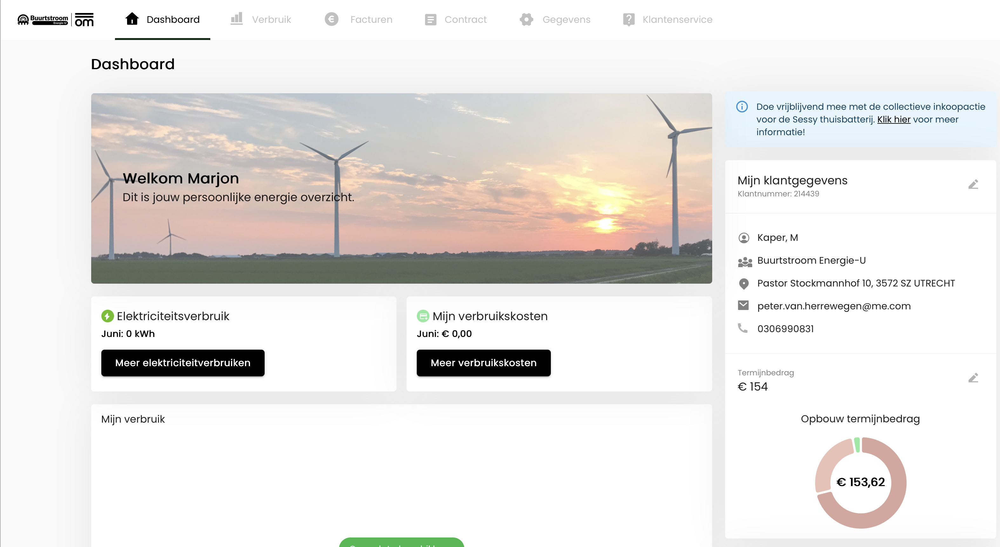 Buurtstroom
Energie-U
om
Dashboard
Verbruik
Facturen
Contract
Gegevens
Klantenservice
Dashboard
Welkom Marjon
Dit is jouw persoonlijke energie overzicht.
Doe vrijblijvend mee met de collectieve inkoopactie
voor de Sessy thuisbatterij. Klik hier voor meer
informatie!
Mijn klantgegevens
Klantnummer: 214439
Kaper, M
Buurtstroom Energie-U
Pastor Stockmannhof 10, 3572 SZ UTRECHT
peter.van.herrewegen@me.com
0306990831
Termijnbedrag
€ 154
Opbouw termijnbedrag
€ 153,62
Elektriciteitsverbruik
Juni: 0 kWh
Meer elektriciteitverbruiken
Mijn verbruikskosten
Juni: € 0,00
Meer verbruikskosten
Mijn verbruik